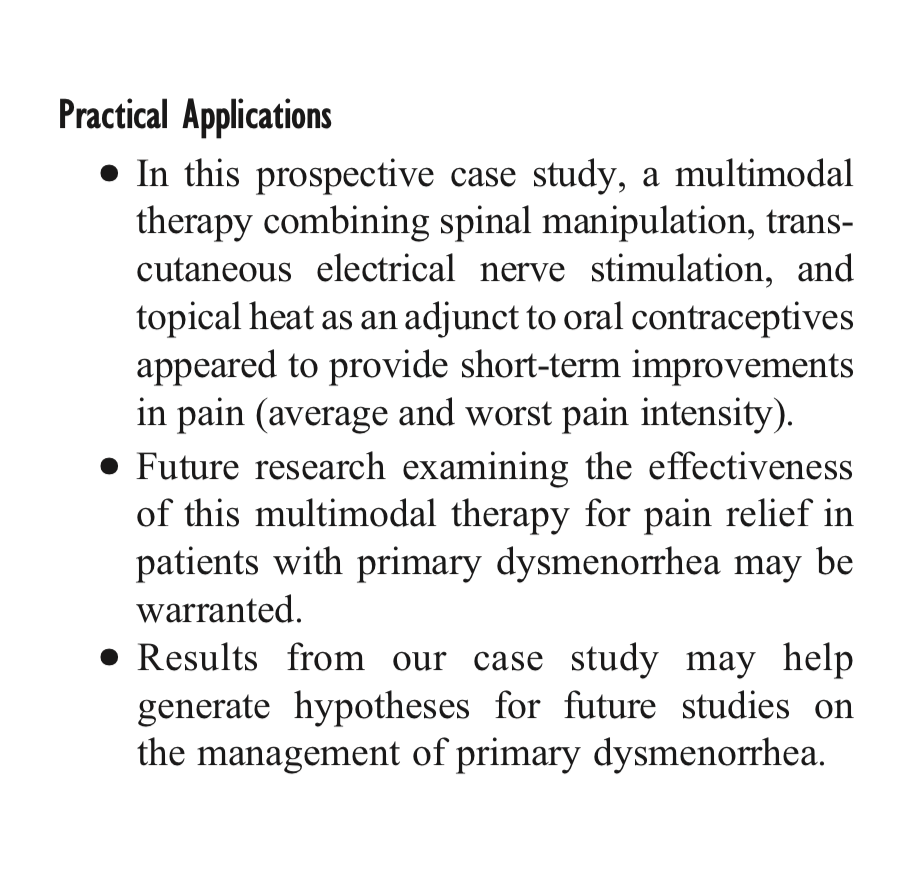 Practical Applications
● In this prospective case study, a multimodal
therapy combining spinal manipulation, trans-
cutaneous electrical nerve stimulation, and
topical heat as an adjunct to oral contraceptives
appeared to provide short-term improvements
in pain (average and worst pain intensity).
● Future research examining the effectiveness
of this multimodal therapy for pain relief in
patients with primary dysmenorrhea may be
warranted.
● Results from our case study may help
generate hypotheses for future studies on
the management of primary dysmenorrhea.